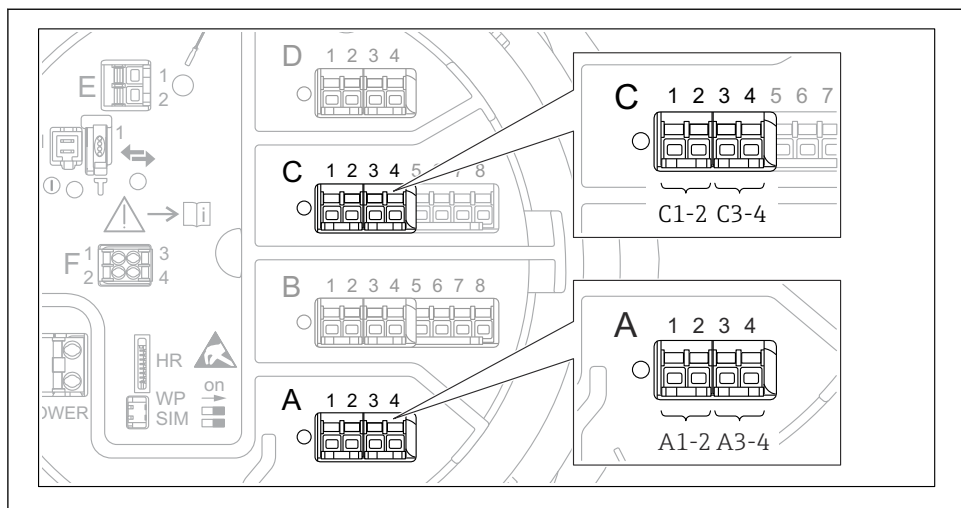 D 1 2 3 4
E 1
2
1
C 1 2 3 4 5 6 7 8
i
F 1 2 3 4
B 1 2 3 4 5 6 7 8
HR
WP on
SIM
A 1 2 3 4
C 1 2 3 4 5 6 7
C1-2 C3-4
A 1 2 3 4
A1-2 A3-4